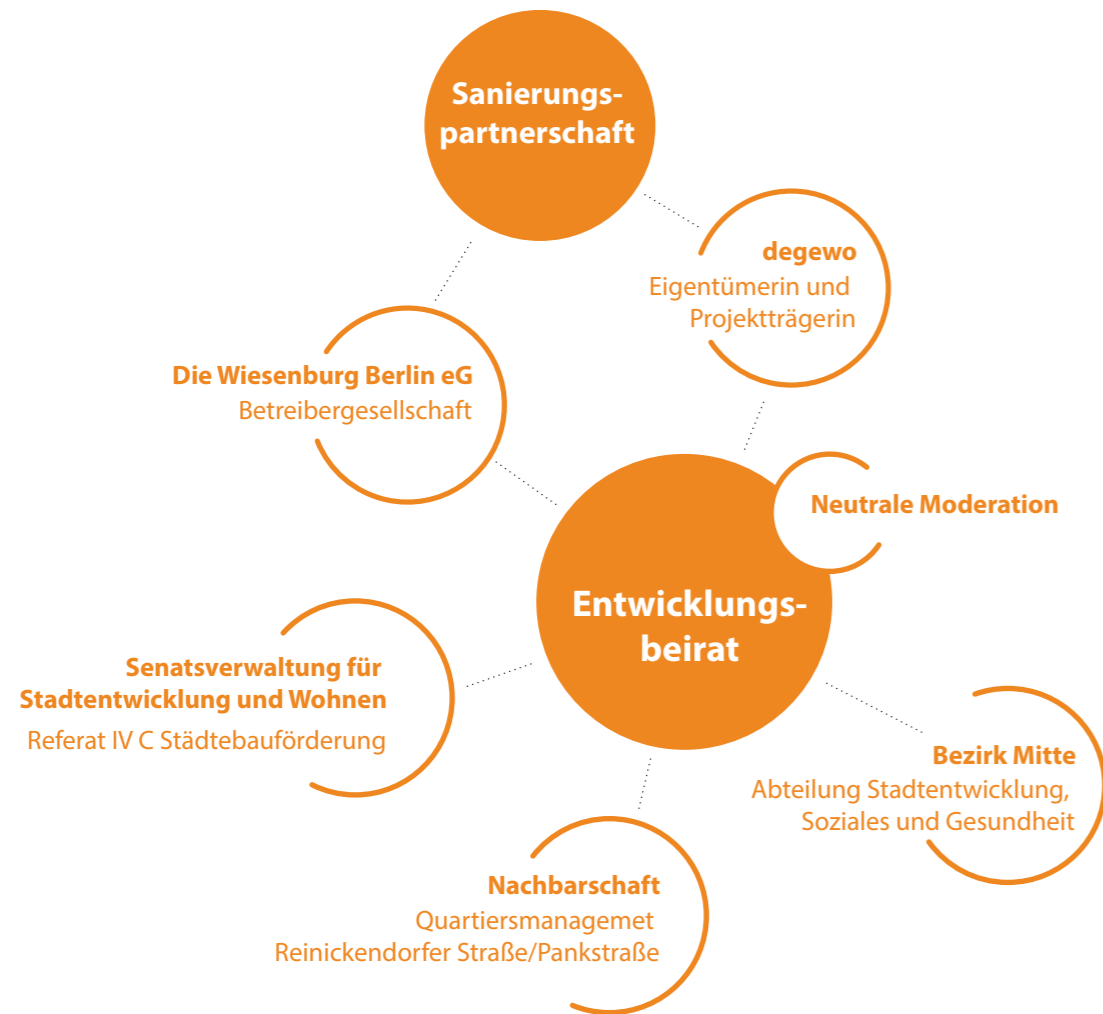 Sanierungs-
partnerschaft
degewo
Eigentümerin und
Projektträgerin
Die Wiesenburg Berlin eG
Betreibergesellschaft
Neutrale Moderation
Entwicklungs-
beirat
Senatsverwaltung für
Stadtentwicklung und Wohnen
Referat IV C Städtebauförderung
Bezirk Mitte
Abteilung Stadtentwicklung,
Soziales und Gesundheit
Nachbarschaft
Quartiersmanagemet
Reinickendorfer Straße/Pankstraße